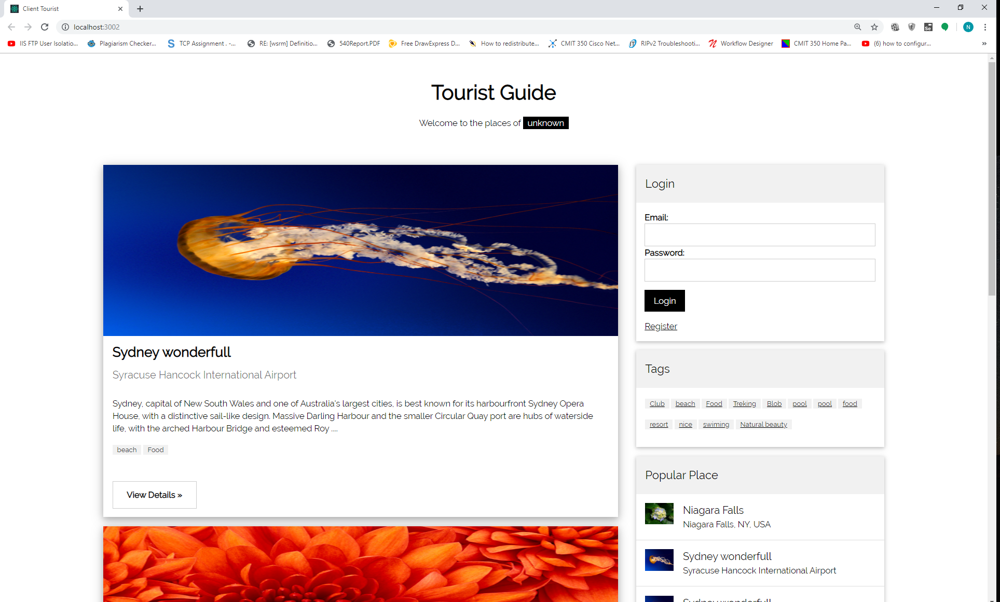 Client Tourist
localhost:3002
N
IIS FTP User Isolatio... Plagiarism Checker... TCP Assignment . -... RE: [wsrm] Definitio... 540Report.PDF Free DrawExpress D... How to redistribute... CMIT 350 Cisco Net... RIPv2 Troubleshooti... Workflow Designer CMIT 350 Home Pa... (6) how to configur... »
Tourist Guide
Welcome to the places of unknown
Sydney wonderfull
Syracuse Hancock International Airport
Sydney, capital of New South Wales and one of Australia's largest cities, is best known for its harbourfront Sydney Opera
House, with a distinctive sail-like design. Massive Darling Harbour and the smaller Circular Quay port are hubs of waterside
life, with the arched Harbour Bridge and esteemed Roy ....
beach Food
View Details »
Login
Email:
Password:
Login
Register
Tags
Club beach Food Treking Blob pool pool food
resort nice swiming Natural beauty
Popular Place
Niagara Falls
Niagara Falls, NY, USA
Sydney wonderfull
Syracuse Hancock International Airport
Sydney wonderfull